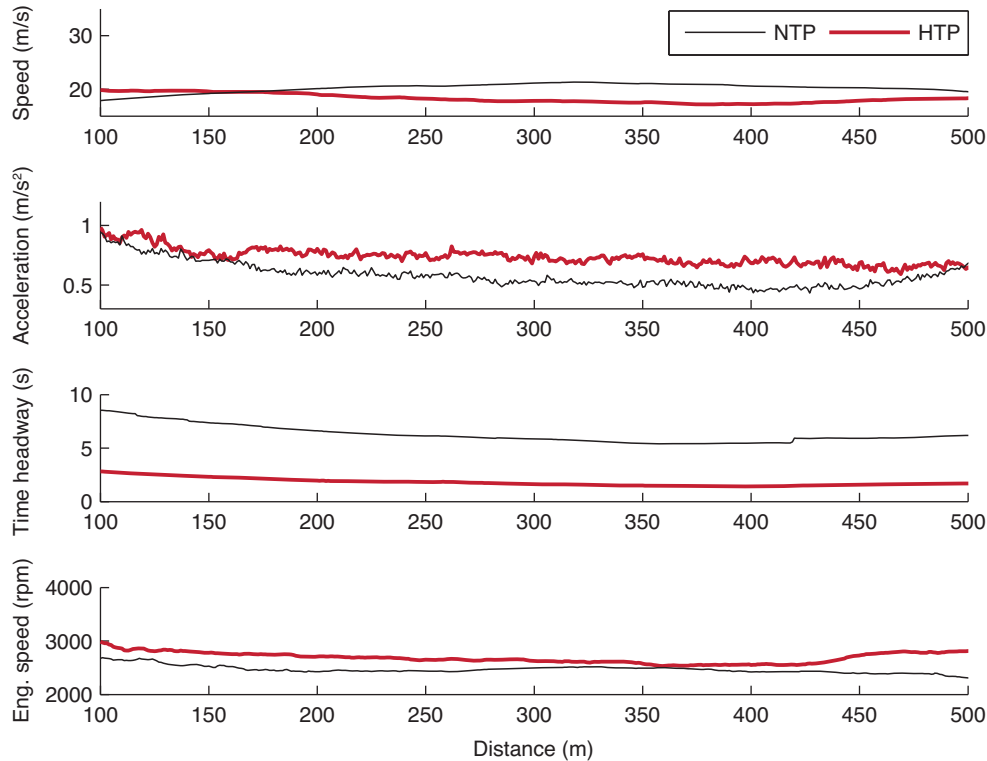 NTP HTP
Speed (m/s)
30
20
100 150 200 250 300 350 400 450 500
Acceleration (m/s²)
1
0.5
100 150 200 250 300 350 400 450 500
Time headway (s)
10
5
0
100 150 200 250 300 350 400 450 500
Eng. speed (rpm)
4000
3000
2000
100 150 200 250 300 350 400 450 500
Distance (m)